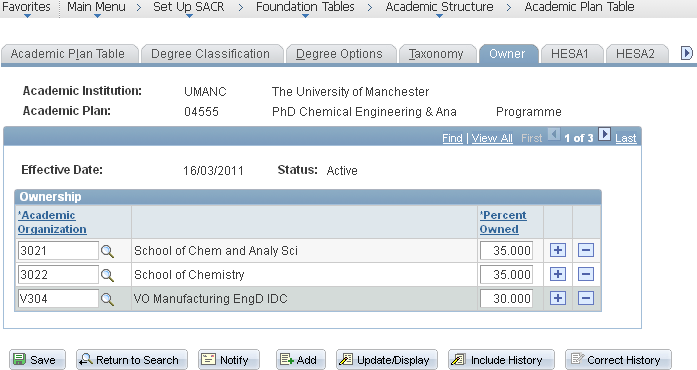 Favorites Main Menu > Set Up SACR > Foundation Tables > Academic Structure > Academic Plan Table
Academic Plan Table Degree Classification Degree Options Taxonomy Owner HESA1 HESA2
Academic Institution: UMANC The University of Manchester
Academic Plan: 04555 PhD Chemical Engineering & Ana Programme
Find | View All First 1 of 3 Last
Effective Date: 16/03/2011 Status: Active
Ownership
*Academic Organization *Percent Owned
3021 School of Chem and Analy Sci 35.000
3022 School of Chemistry 35.000
V304 VO Manufacturing EngD IDC 30.000
Save Return to Search Notify Add Update/Display Include History Correct History